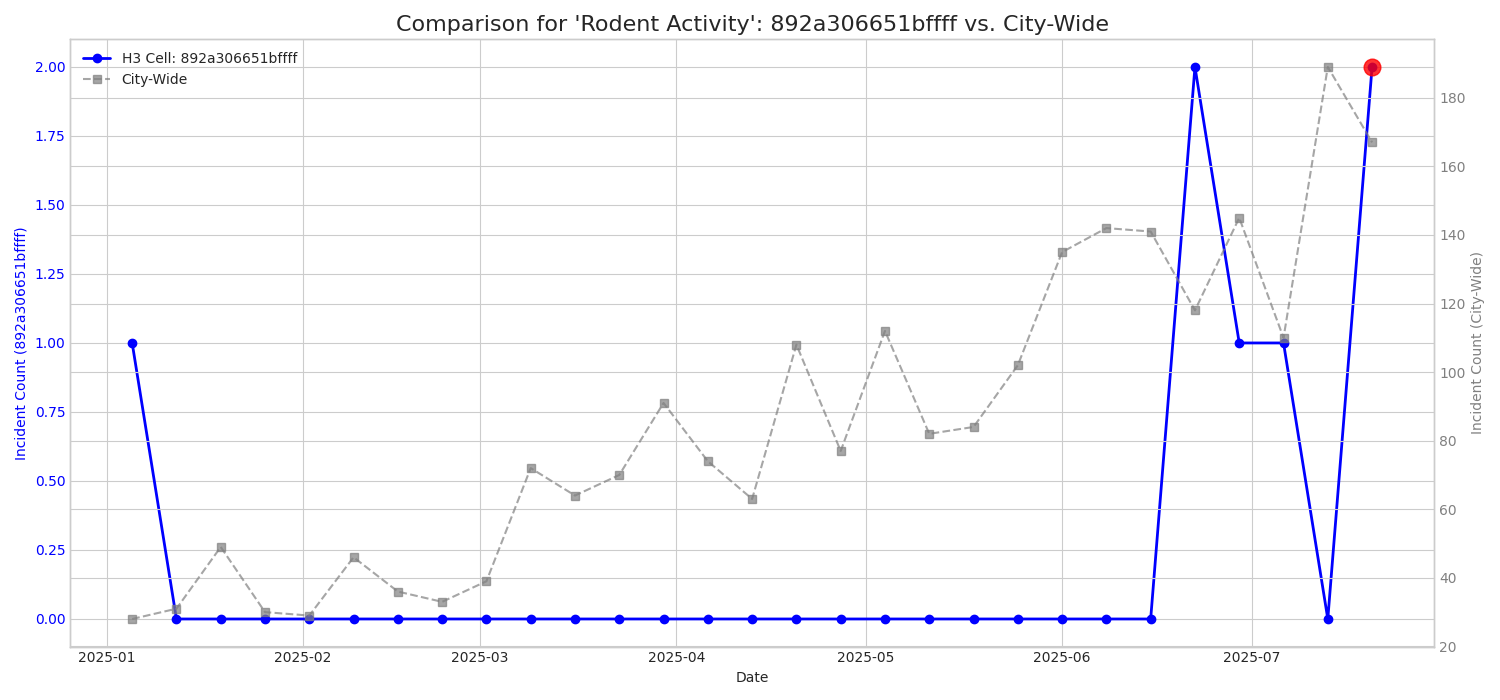 Comparison for 'Rodent Activity': 892a306651bffff vs. City-Wide
H3 Cell: 892a306651bffff
City-Wide
Incident Count (892a306651bffff)
2.00
1.75
1.50
1.25
1.00
0.75
0.50
0.25
0.00
180
160
140
120
100
80
60
40
20
Incident Count (City-Wide)
2025-01 2025-02 2025-03 2025-04 2025-05 2025-06 2025-07
Date